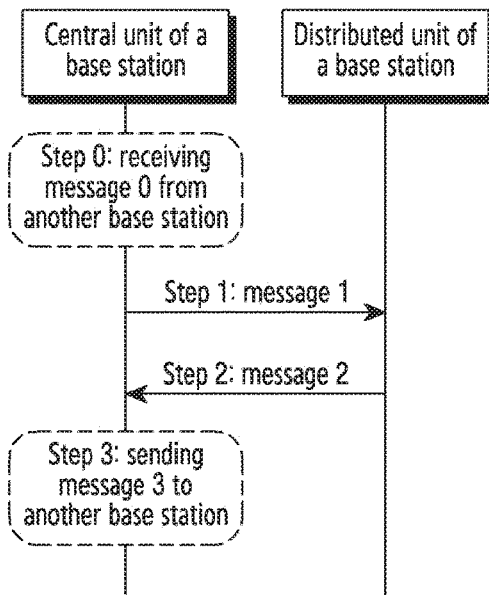 Central unit of a
base station
Distributed unit of
a base station
Step 0: receiving
message 0 from
another base station
Step 1: message 1
Step 2: message 2
Step 3: sending
message 3 to
another base station